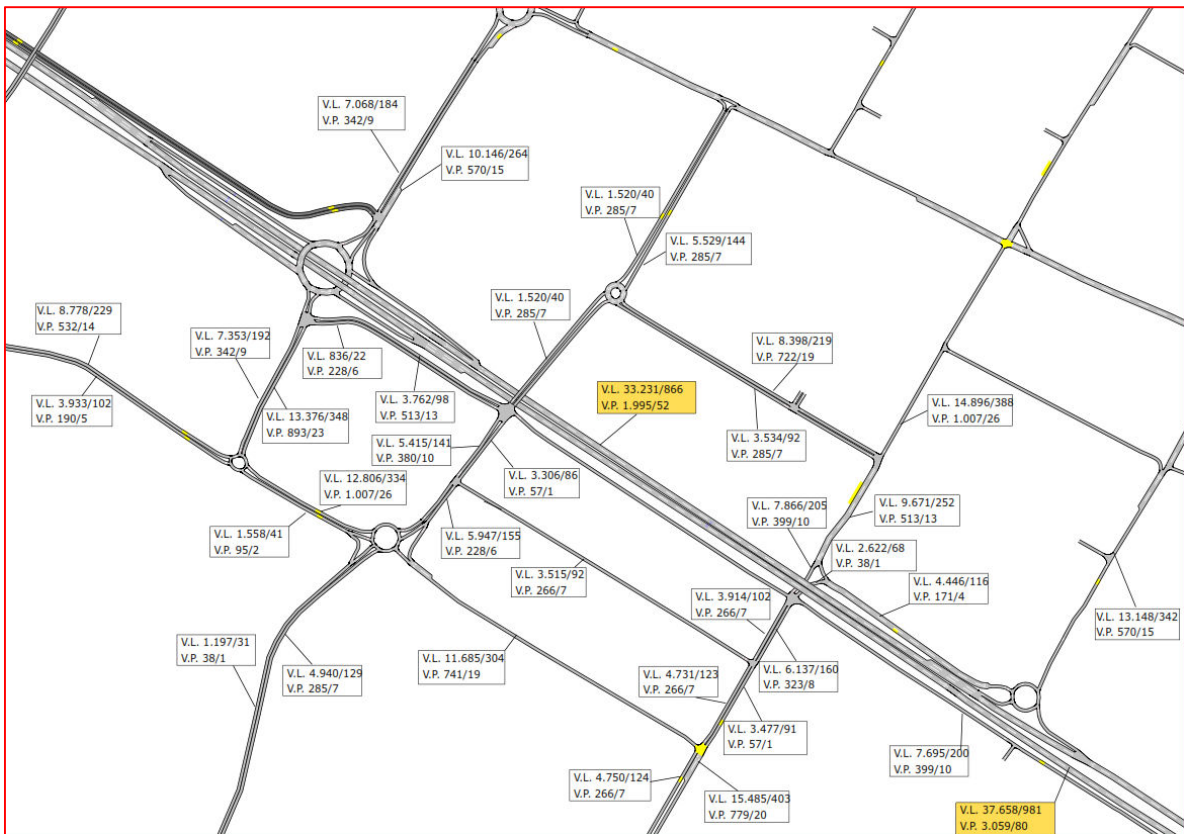 V.L. 7.068/184
V.P. 342/9
V.L. 10.146/264
V.P. 570/15
V.L. 1.520/40
V.P. 285/7
V.L. 5.529/144
V.P. 285/7
V.L. 1.520/40
V.P. 285/7
V.L. 8.778/229
V.P. 532/14
V.L. 7.353/192
V.P. 342/9
V.L. 836/22
V.P. 228/6
V.L. 8.398/219
V.P. 722/19
V.L. 3.933/102
V.P. 190/5
V.L. 3.762/98
V.P. 513/13
V.L. 33.231/866
V.P. 1.995/52
V.L. 14.896/388
V.P. 1.007/26
V.L. 13.376/348
V.P. 893/23
V.L. 5.415/141
V.P. 380/10
V.L. 3.534/92
V.P. 285/7
V.L. 3.306/86
V.P. 57/1
V.L. 12.806/334
V.P. 1.007/26
V.L. 7.866/205
V.P. 399/10
V.L. 9.671/252
V.P. 513/13
V.L. 1.558/41
V.P. 95/2
V.L. 5.947/155
V.P. 228/6
V.L. 2.622/68
V.P. 38/1
V.L. 3.515/92
V.P. 266/7
V.L. 4.446/116
V.P. 171/4
V.L. 3.914/102
V.P. 266/7
V.L. 13.148/342
V.P. 570/15
V.L. 1.197/31
V.P. 38/1
V.L. 4.940/129
V.P. 285/7
V.L. 11.685/304
V.P. 741/19
V.L. 4.731/123
V.P. 266/7
V.L. 6.137/160
V.P. 323/8
V.L. 3.477/91
V.P. 57/1
V.L. 7.695/200
V.P. 399/10
V.L. 4.750/124
V.P. 266/7
V.L. 15.485/403
V.P. 779/20
V.L. 37.658/981
V.P. 3.059/80